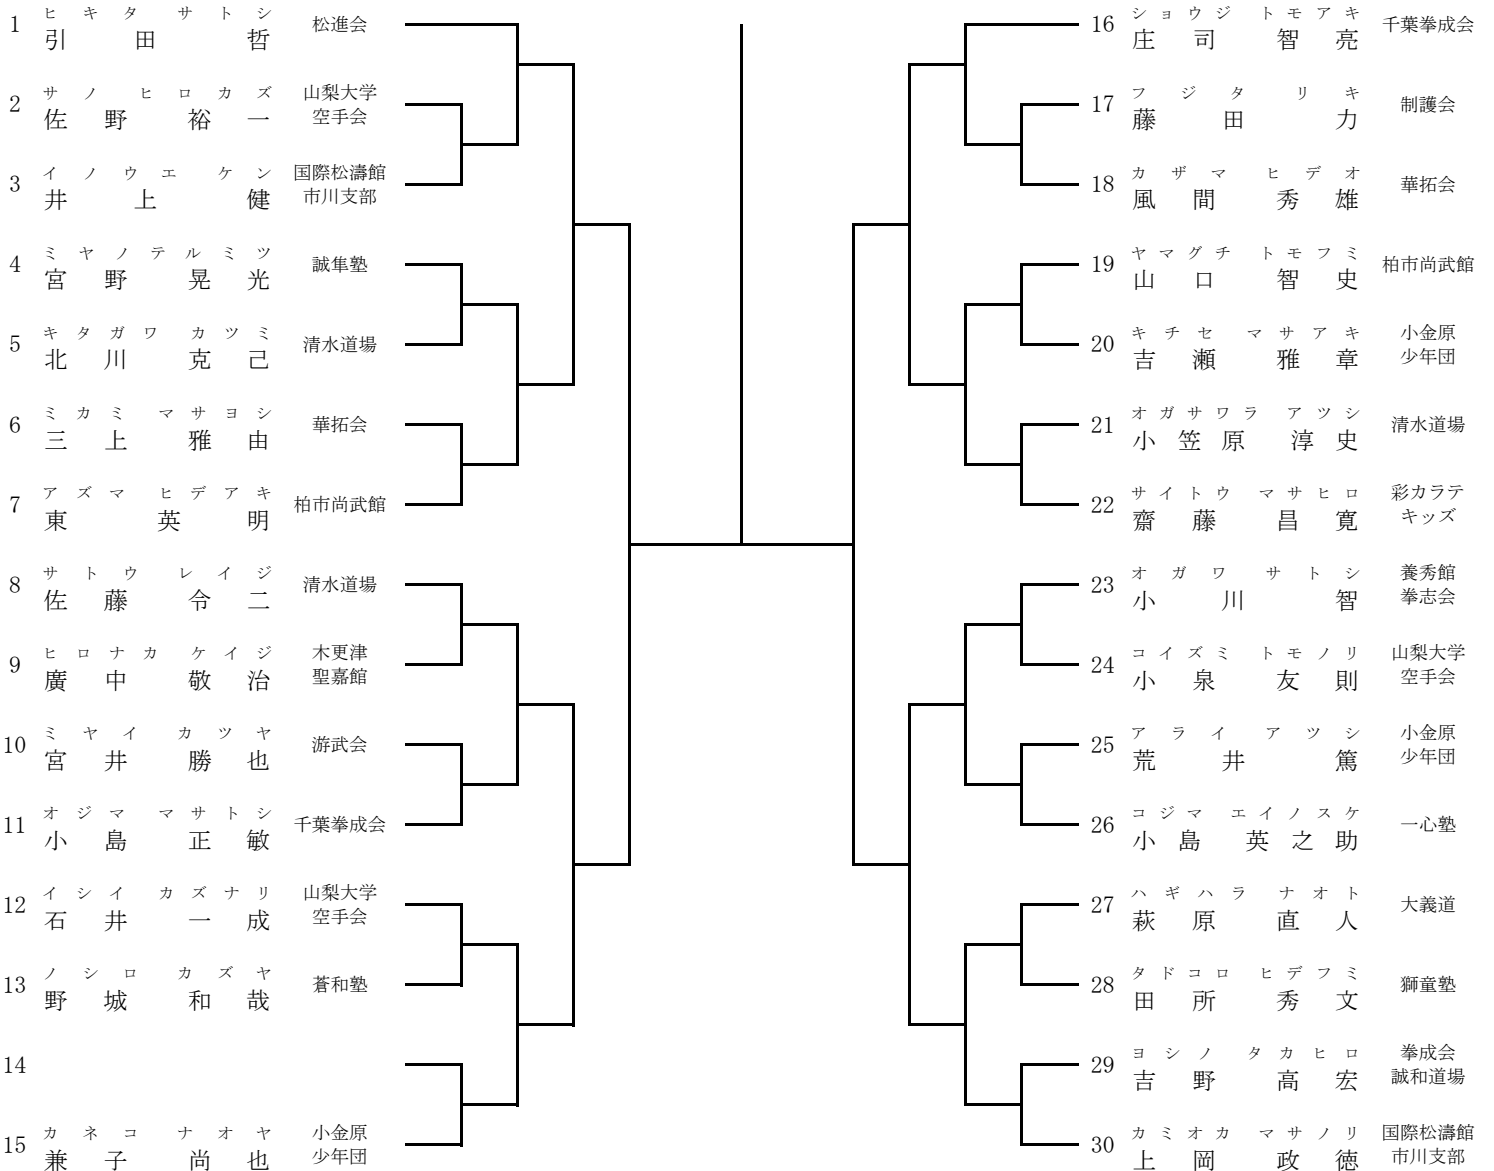 ヒキタ サトシ
1 引田 哲 松進会
サノ ヒロカズ 山梨大学
2 佐野 裕一 空手会
イノウエ ケン 国際松濤館
3 井上 健 市川支部
ミヤノ テルミツ
4 宮野 晃光 誠隼塾
キタガワ カツミ
5 北川 克己 清水道場
ミカミ マサヨシ
6 三上 雅由 華拓会
アズマ ヒデアキ
7 東 英明 柏市尚武館
サトウ レイジ
8 佐藤 令二 清水道場
ヒロナカ ケイジ 木更津
9 廣中 敬治 聖嘉館
ミヤイ カツヤ
10 宮井 勝也 游武会
オジマ マサトシ
11 小島 正敏 千葉拳成会
イシイ カズナリ 山梨大学
12 石井 一成 空手会
ノシロ カズヤ
13 野城 和哉 蒼和塾
14
カネコ ナオヤ 小金原
15 兼子 尚也 少年団
ショウジ トモアキ
16 庄司 智亮 千葉拳成会
フジタ リキ
17 藤田 力 制護会
カザマ ヒデオ
18 風間 秀雄 華拓会
ヤマグチ トモフミ
19 山口 智史 柏市尚武館
キチセ マサアキ 小金原
20 吉瀬 雅章 少年団
オガサワラ アツシ
21 小笠原 淳史 清水道場
サイトウ マサヒロ 彩カラテ
22 齋藤 昌寛 キッズ
オガワ サトシ 養秀館
23 小川 智 拳志会
コイズミ トモノリ 山梨大学
24 小泉 友則 空手会
アライ アツシ 小金原
25 荒井 篤 少年団
コジマ エイノスケ
26 小島 英之助 一心塾
ハギハラ ナオト
27 萩原 直人 大義道
タドコロ ヒデフミ
28 田所 秀文 獅童塾
ヨシノ タカヒロ 拳成会
29 吉野 高宏 誠和道場
カミオカ マサノリ 国際松濤館
30 上岡 政徳 市川支部